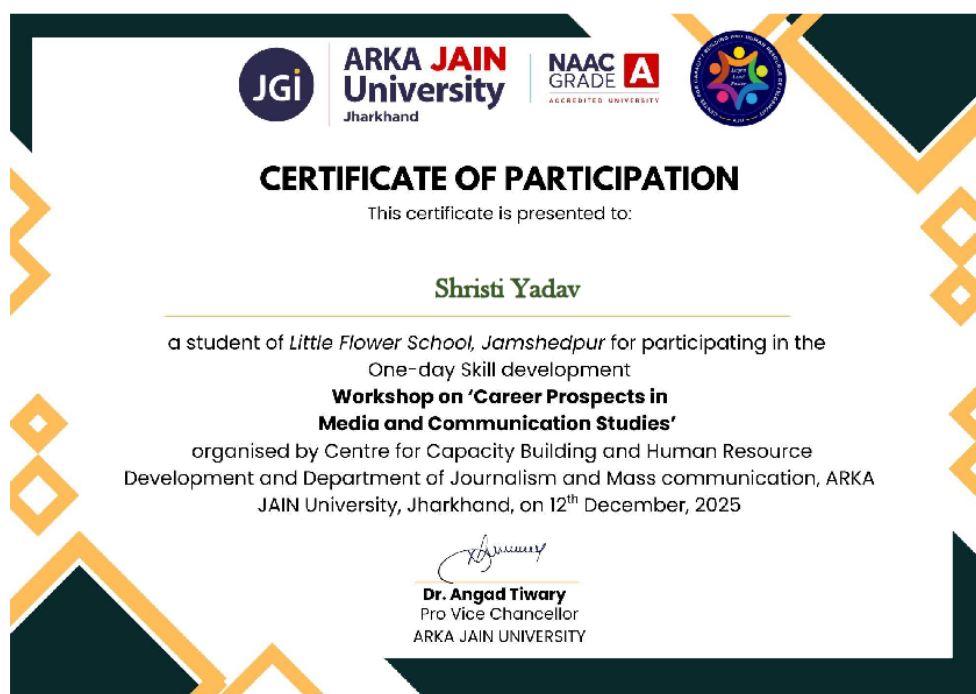 JGi
ARKA JAIN
University
Jharkhand
NAAC
GRADE A
ACCREDITED UNIVERSITY
CERTIFICATE OF PARTICIPATION
This certificate is presented to:
Shristi Yadav
a student of Little Flower School, Jamshedpur for participating in the
One-day Skill development
Workshop on ‘Career Prospects in
Media and Communication Studies’
organised by Centre for Capacity Building and Human Resource
Development and Department of Journalism and Mass communication, ARKA
JAIN University, Jharkhand, on 12th December, 2025
Dr. Angad Tiwary
Pro Vice Chancellor
ARKA JAIN UNIVERSITY